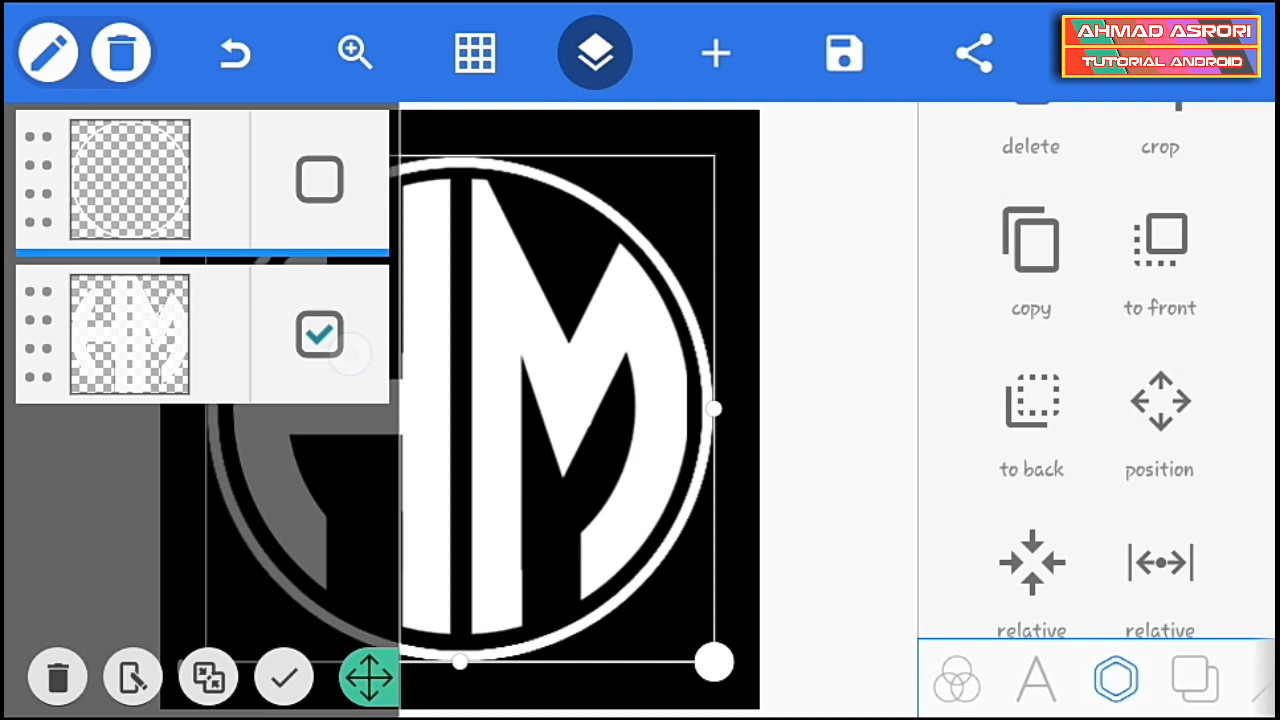 AHMAD ASRORI
TUTORIAL ANDROID
delete
crop
copy
to front
to back
position
relative
relative